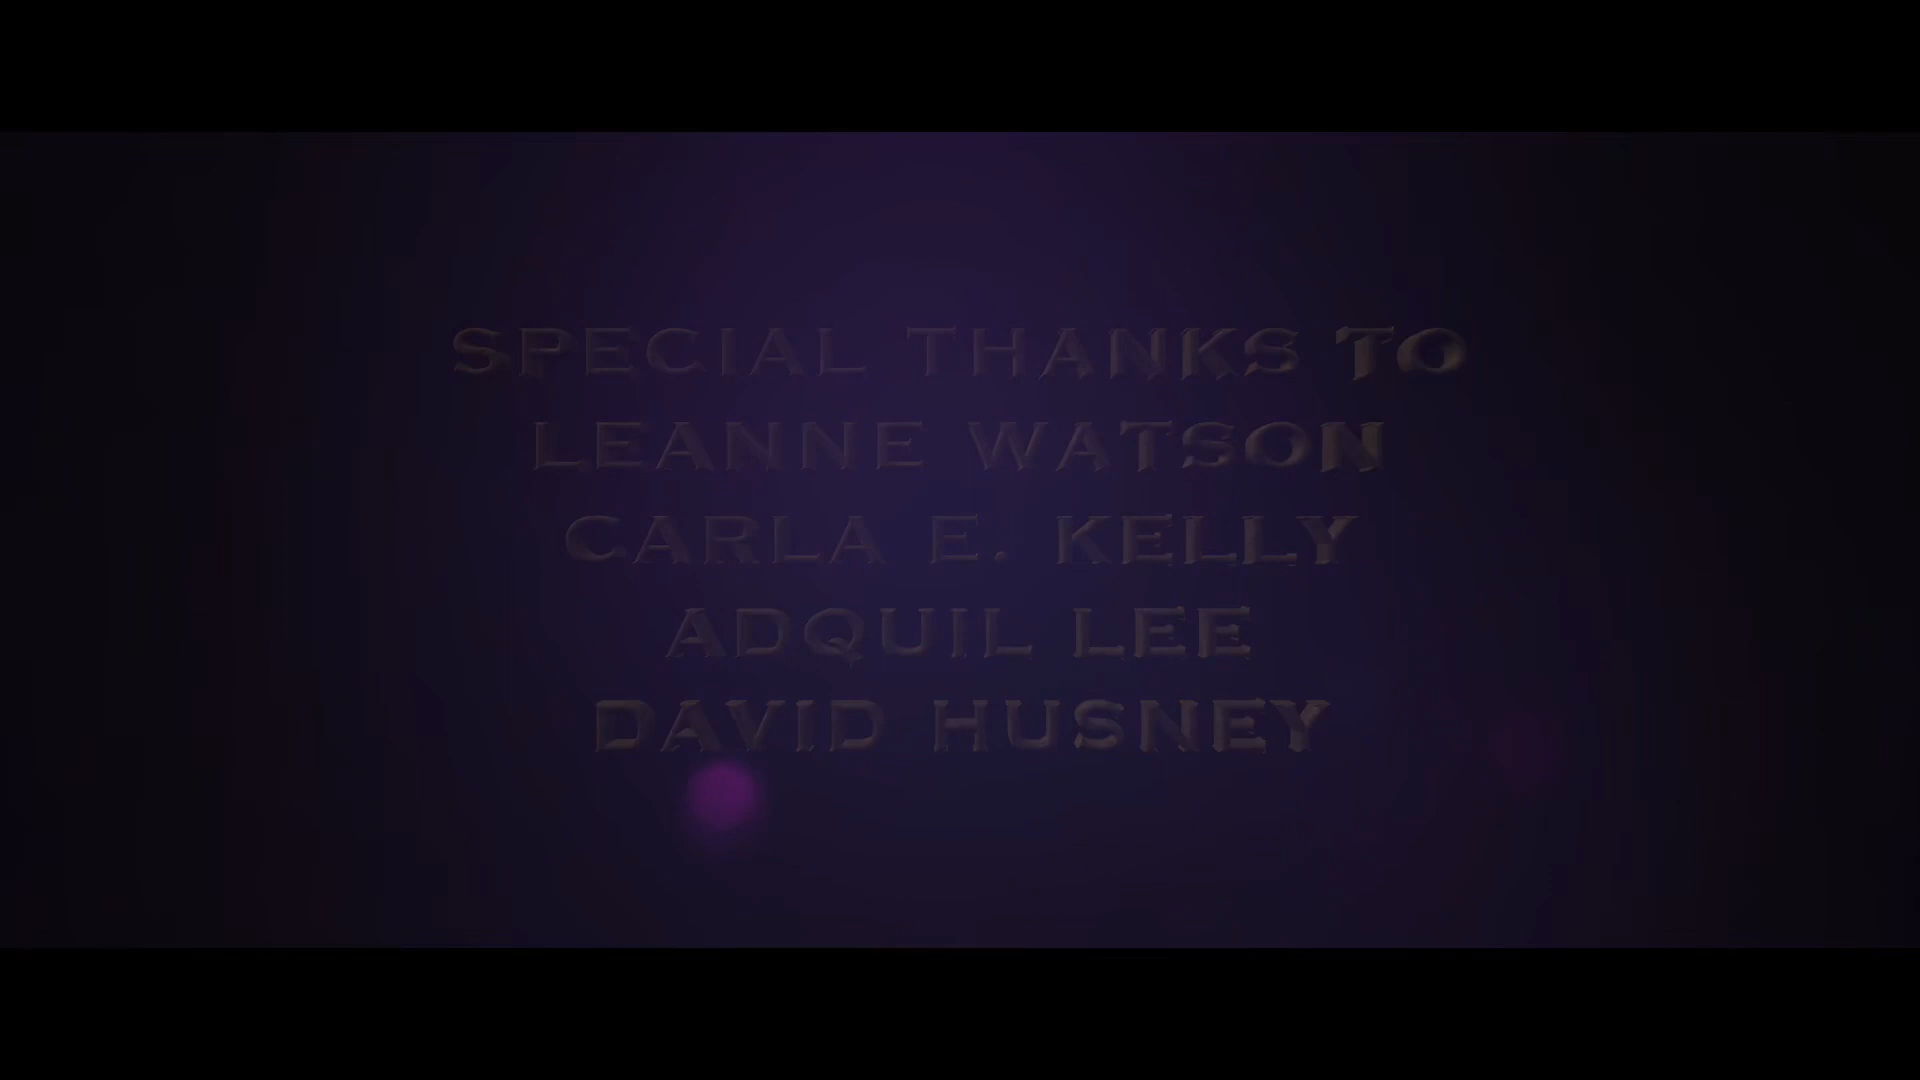 SPECIAL THANKS TO
LEANNE WATSON
CARLA E. KELLY
ADQUIL LEE
DAVID HUSNEY